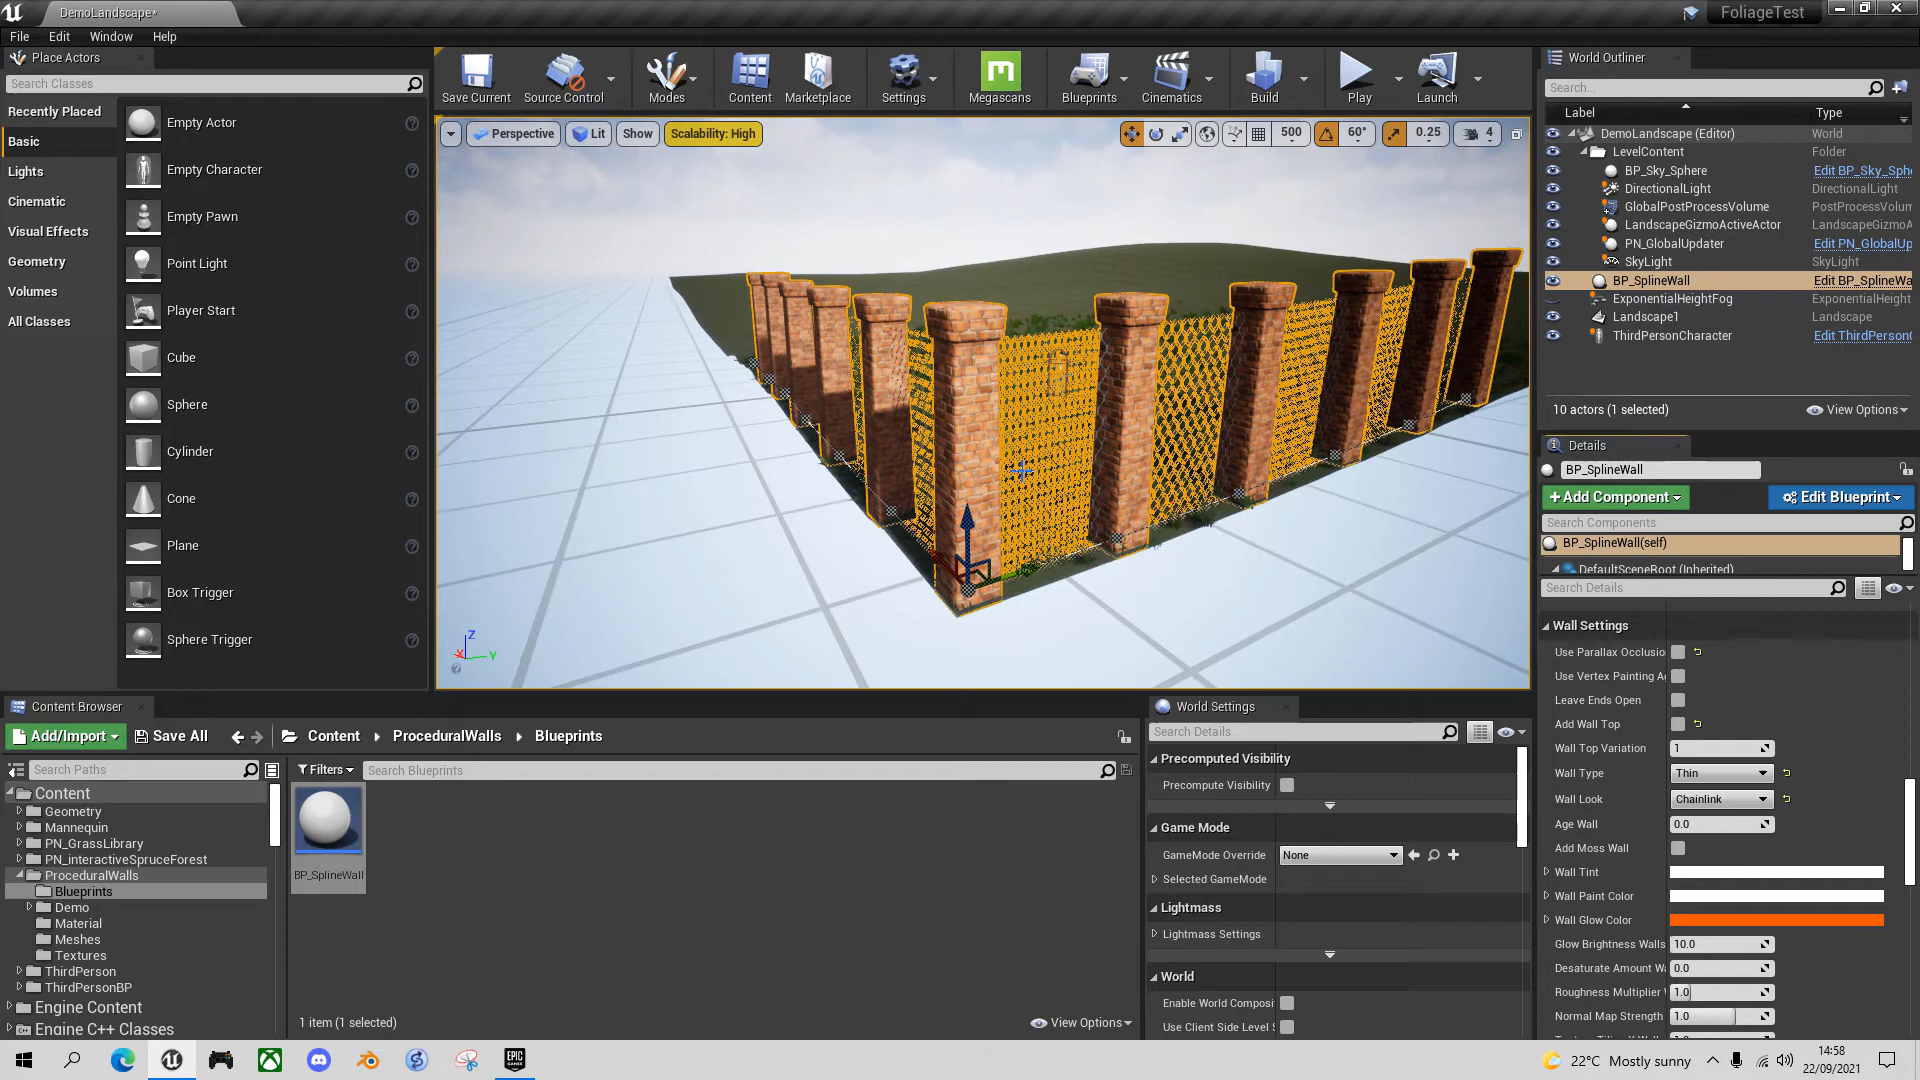 DemoLandscape*
FoliageTest
File Edit Window Help
Place Actors
Search Classes
Recently Placed
Basic
Lights
Cinematic
Visual Effects
Geometry
Volumes
All Classes
Empty Actor
Empty Character
Empty Pawn
Point Light
Player Start
Cube
Sphere
Cylinder
Cone
Plane
Box Trigger
Sphere Trigger
Save Current Source Control Modes Content Marketplace Settings Megascans Blueprints Cinematics Build Play Launch
Perspective Lit Show Scalability: High 500 60° 0.25 4
Z
X Y
World Outliner
Search...
Label Type
DemoLandscape (Editor) World
LevelContent Folder
BP_Sky_Sphere Edit BP_Sky_Sph
DirectionalLight DirectionalLight
GlobalPostProcessVolume PostProcessVolum
LandscapeGizmoActiveActor LandscapeGizmoA
PN_GlobalUpdater Edit PN_GlobalUp
SkyLight SkyLight
BP_SplineWall Edit BP_SplineWa
ExponentialHeightFog ExponentialHeight
Landscape1 Landscape
ThirdPersonCharacter Edit ThirdPersonC
10 actors (1 selected) View Options
Details
BP_SplineWall
+ Add Component Edit Blueprint
Search Components
BP_SplineWall(self)
DefaultSceneRoot (Inherited)
Search Details
Wall Settings
Use Parallax Occlusio
Use Vertex Painting A
Leave Ends Open
Add Wall Top
Wall Top Variation 1
Wall Type Thin
Wall Look Chainlink
Age Wall 0.0
Add Moss Wall
Wall Tint
Wall Paint Color
Wall Glow Color
Glow Brightness Walls 10.0
Desaturate Amount W 0.0
Roughness Multiplier 1.0
Normal Map Strength 1.0
Content Browser
Add/Import Save All Content ProceduralWalls Blueprints
Search Paths
Filters Search Blueprints
Content
Geometry
Mannequin
PN_GrassLibrary
PN_interactiveSpruceForest
ProceduralWalls
Blueprints
Demo
Material
Meshes
Textures
ThirdPerson
ThirdPersonBP
Engine Content
Engine C++ Classes
BP_SplineWall
1 item (1 selected) View Options
World Settings
Search Details
Precomputed Visibility
Precompute Visibility
Game Mode
GameMode Override None
Selected GameMode
Lightmass
Lightmass Settings
World
Enable World Composi
Use Client Side Level S
EPIC GAMES
22°C Mostly sunny
14:58
22/09/2021